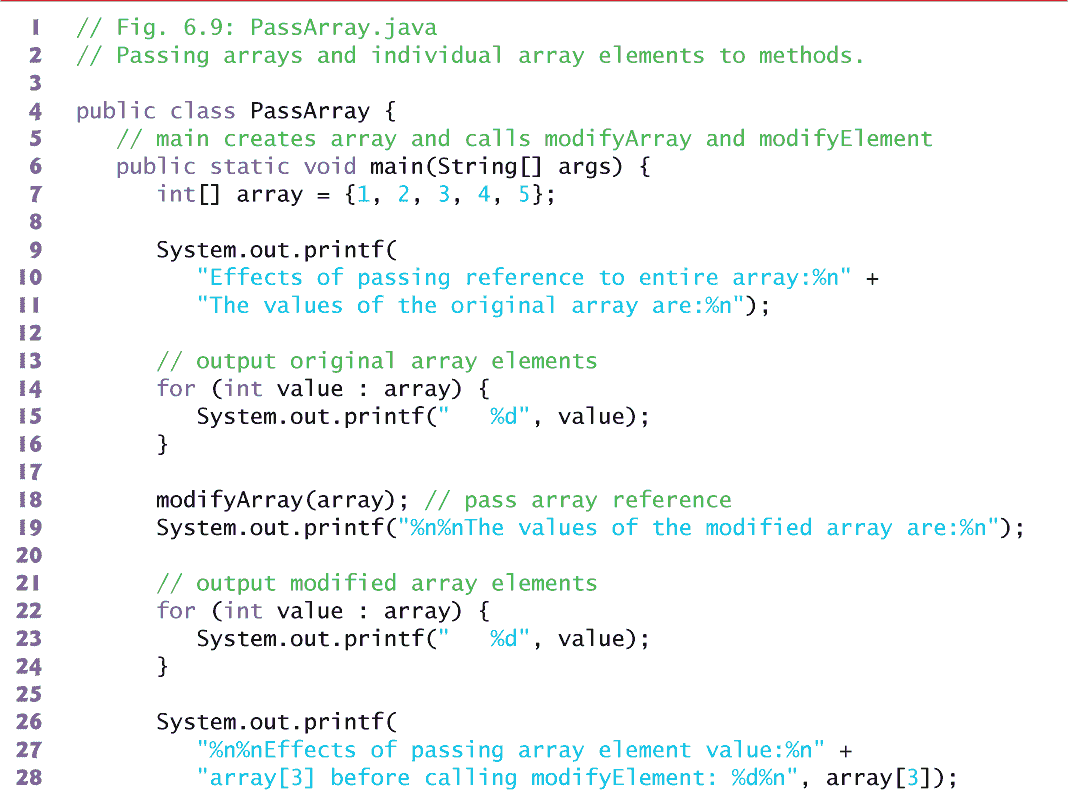 1 // Fig. 6.9: PassArray.java
2 // Passing arrays and individual array elements to methods.
3
4 public class PassArray {
5 // main creates array and calls modifyArray and modifyElement
6 public static void main(String[] args) {
7 int[] array = {1, 2, 3, 4, 5};
8
9 System.out.printf(
10 "Effects of passing reference to entire array:%n" +
11 "The values of the original array are:%n");
12
13 // output original array elements
14 for (int value : array) {
15 System.out.printf("   %d", value);
16 }
17
18 modifyArray(array); // pass array reference
19 System.out.printf("%n%nThe values of the modified array are:%n");
20
21 // output modified array elements
22 for (int value : array) {
23 System.out.printf("   %d", value);
24 }
25
26 System.out.printf(
27 "%n%nEffects of passing array element value:%n" +
28 "array[3] before calling modifyElement: %d%n", array[3]);